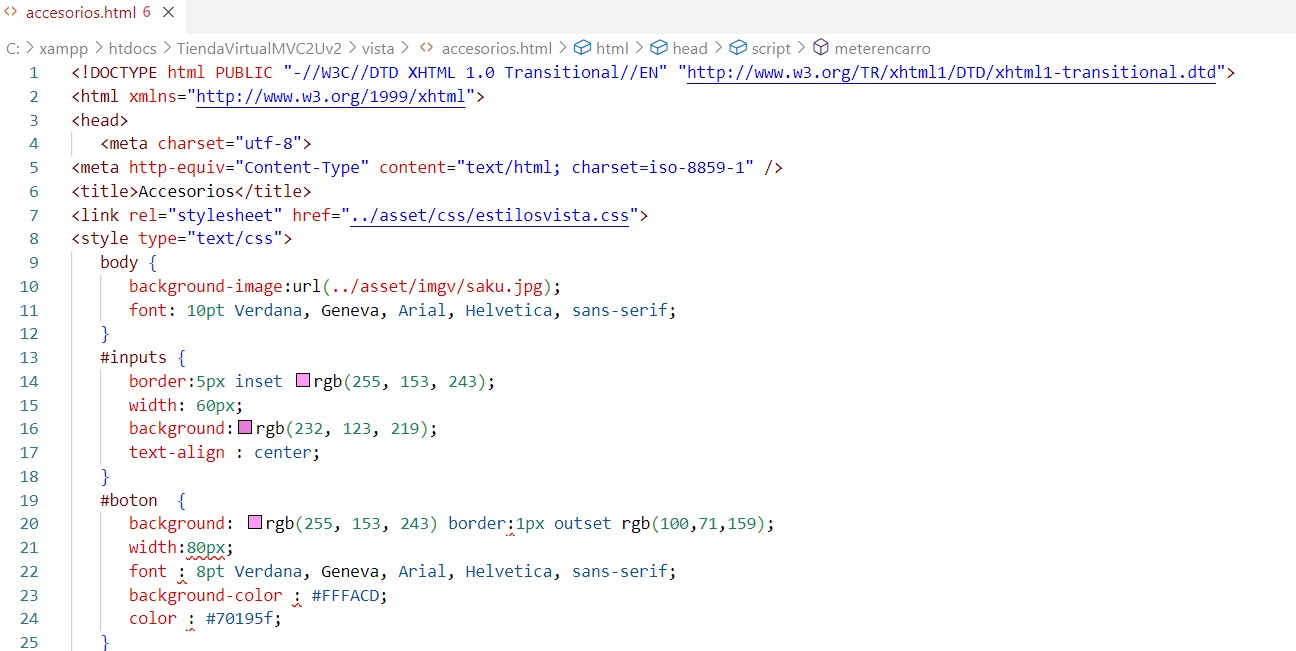 accesorios.html 6
C: > xampp > htdocs > TiendaVirtualMVC2Uv2 > vista > accesorios.html > html > head > script > meterencarro
1 <!DOCTYPE html PUBLIC "-//W3C//DTD XHTML 1.0 Transitional//EN" "http://www.w3.org/TR/xhtml1/DTD/xhtml1-transitional.dtd">
2 <html xmlns="http://www.w3.org/1999/xhtml">
3 <head>
4 <meta charset="utf-8">
5 <meta http-equiv="Content-Type" content="text/html; charset=iso-8859-1" />
6 <title>Accesorios</title>
7 <link rel="stylesheet" href="../asset/css/estilosvista.css">
8 <style type="text/css">
9 body {
10 background-image:url(../asset/imgv/saku.jpg);
11 font: 10pt Verdana, Geneva, Arial, Helvetica, sans-serif;
12 }
13 #inputs {
14 border:5px inset rgb(255, 153, 243);
15 width: 60px;
16 background:rgb(232, 123, 219);
17 text-align : center;
18 }
19 #boton  {
20 background: rgb(255, 153, 243) border:1px outset rgb(100,71,159);
21 width:80px;
22 font : 8pt Verdana, Geneva, Arial, Helvetica, sans-serif;
23 background-color : #FFFACD;
24 color : #70195f;
25 }